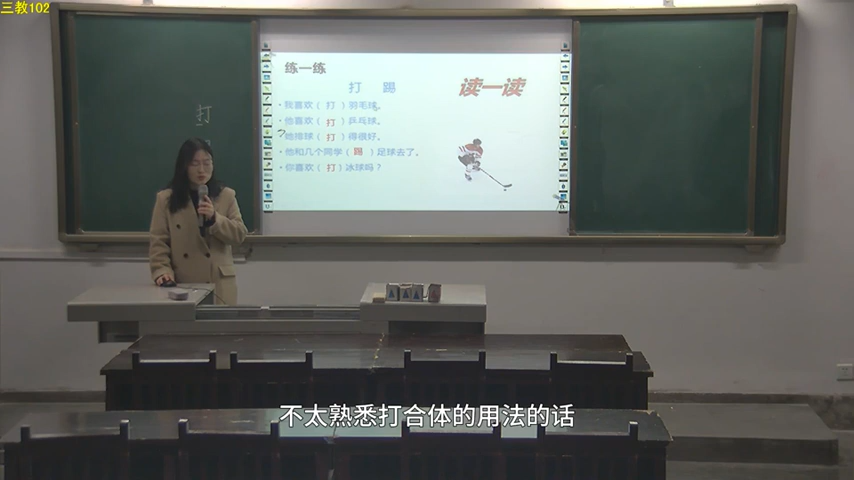 三教102
练一练
打 踢
读一读
•我喜欢（ 打 ）羽毛球。
•他喜欢（ 打 ）乒乓球。
•她排球（ 打 ）得很好。
•他和几个同学（ 踢 ）足球去了。
•你喜欢（ 打 ）冰球吗？
打
不太熟悉打合体的用法的话